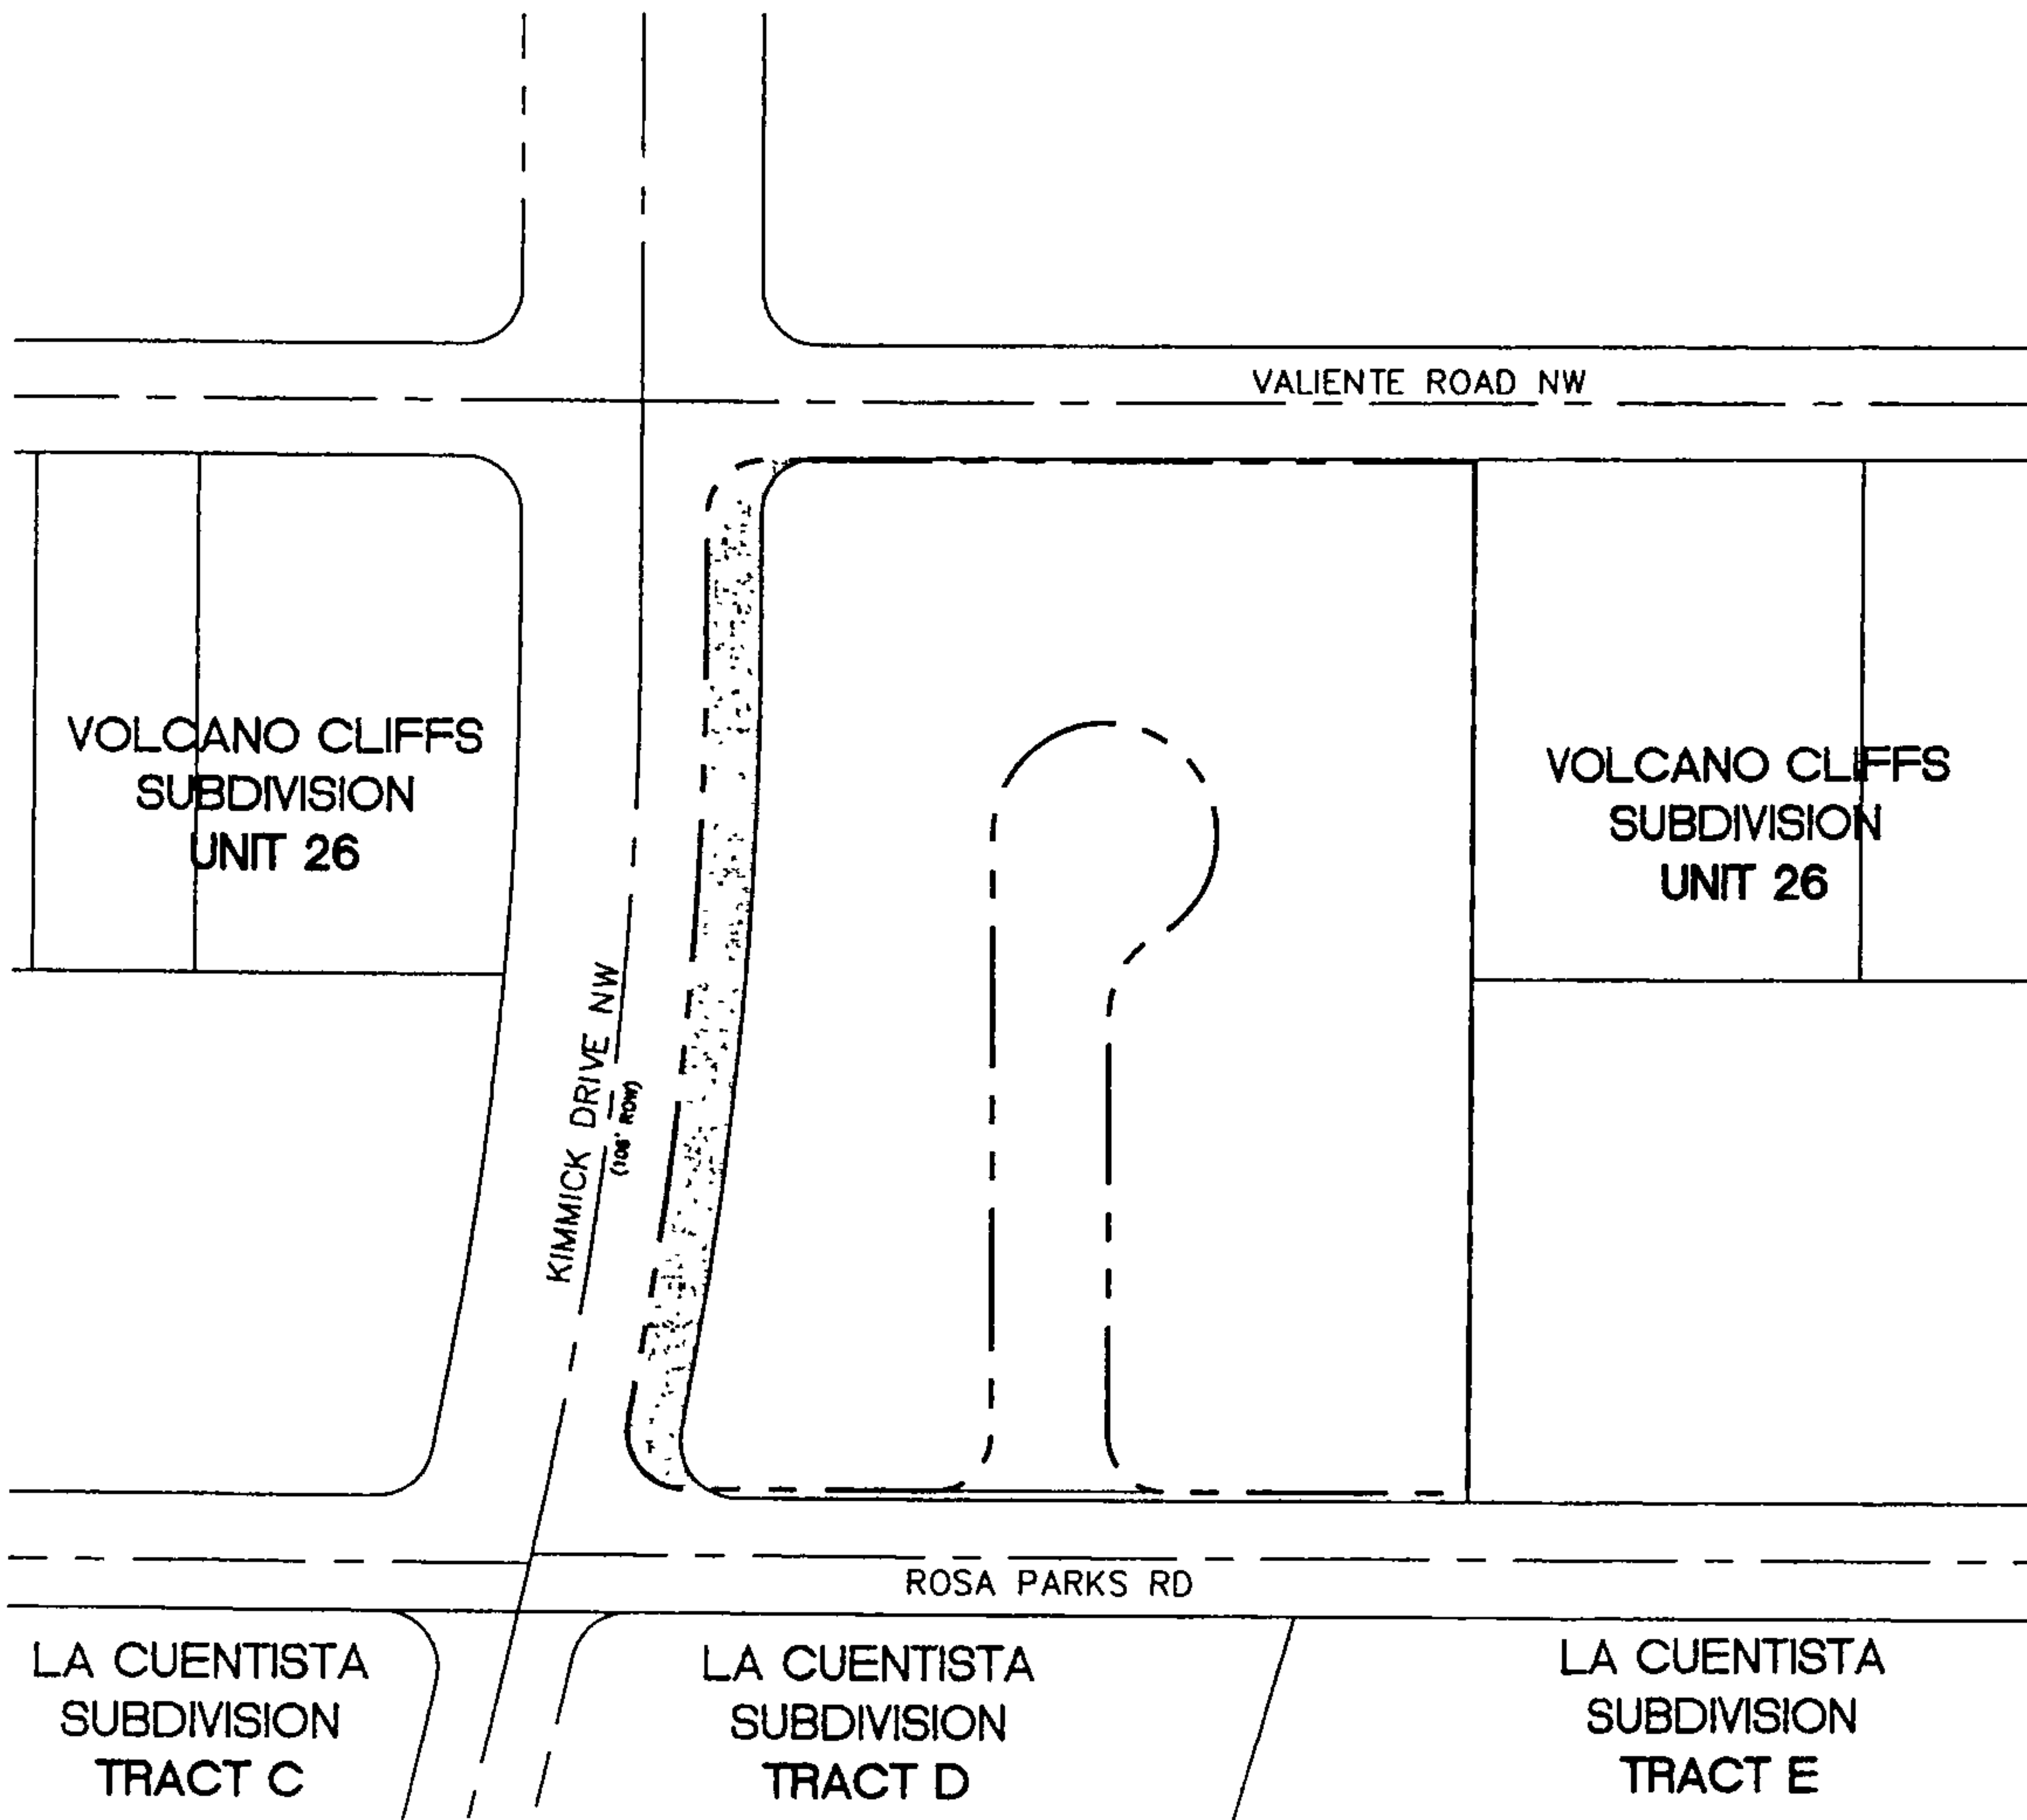 VALIENTE ROAD NW
VOLCANO CLIFFS
SUBDIVISION
UNIT 26
VOLCANO CLIFFS
SUBDIVISION
UNIT 26
KIMMICK DRIVE NW
(106' ROW)
ROSA PARKS RD
LA CUENTISTA
SUBDIVISION
TRACT C
LA CUENTISTA
SUBDIVISION
TRACT D
LA CUENTISTA
SUBDIVISION
TRACT E